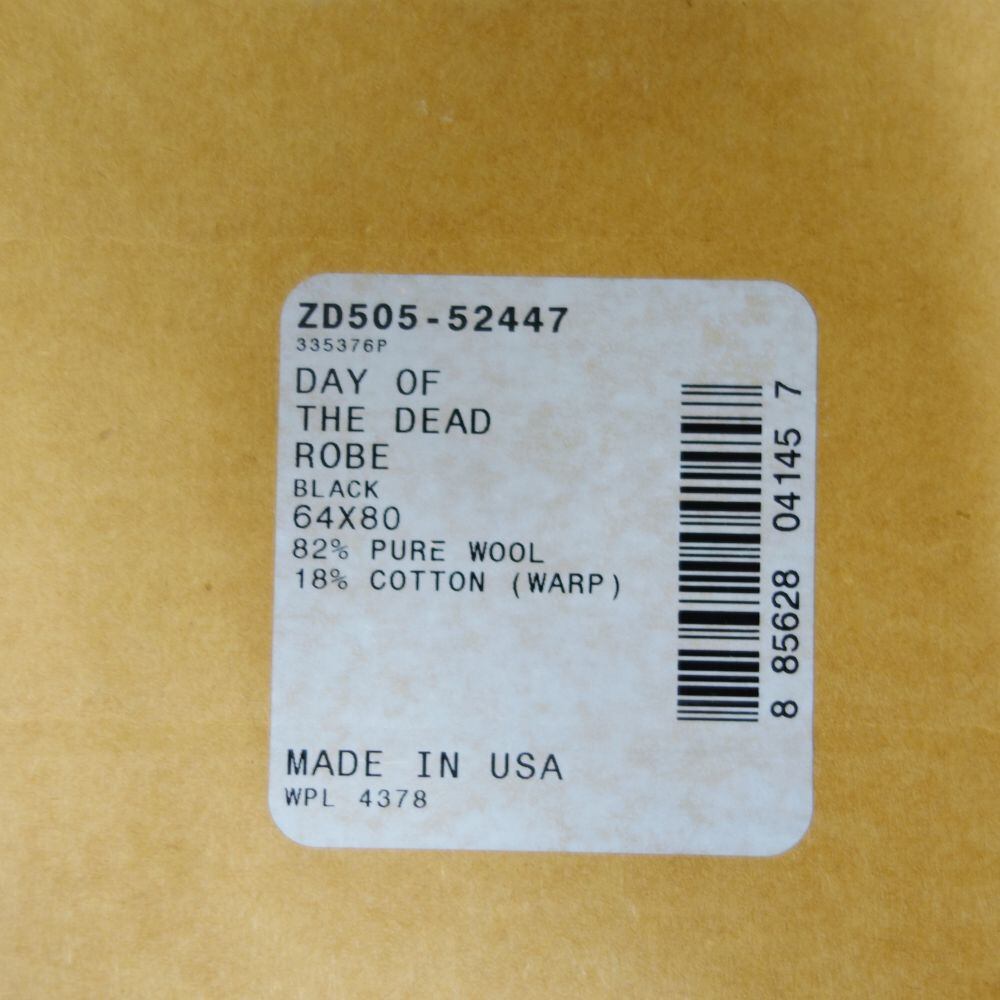 ZD505-52447
335376P
DAY OF
THE DEAD
ROBE
BLACK
64X80
82% PURE WOOL
18% COTTON (WARP)
MADE IN USA
WPL 4378
8 85628 04145 7